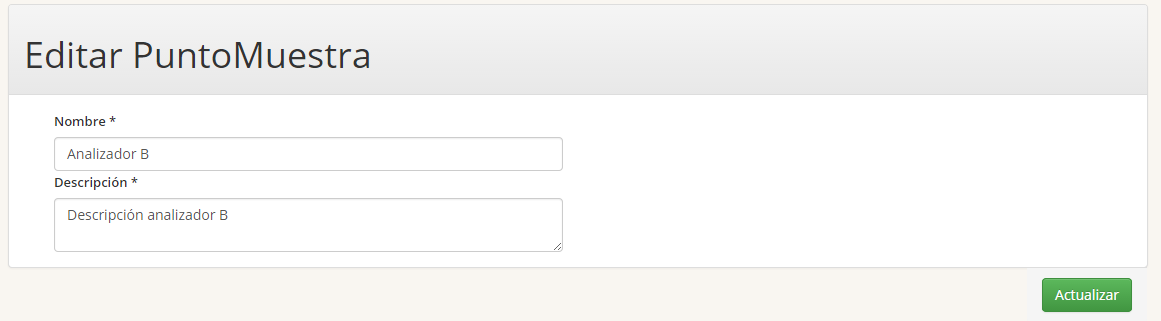 Editar PuntoMuestra
Nombre *
Analizador B
Descripción *
Descripción analizador B
Actualizar